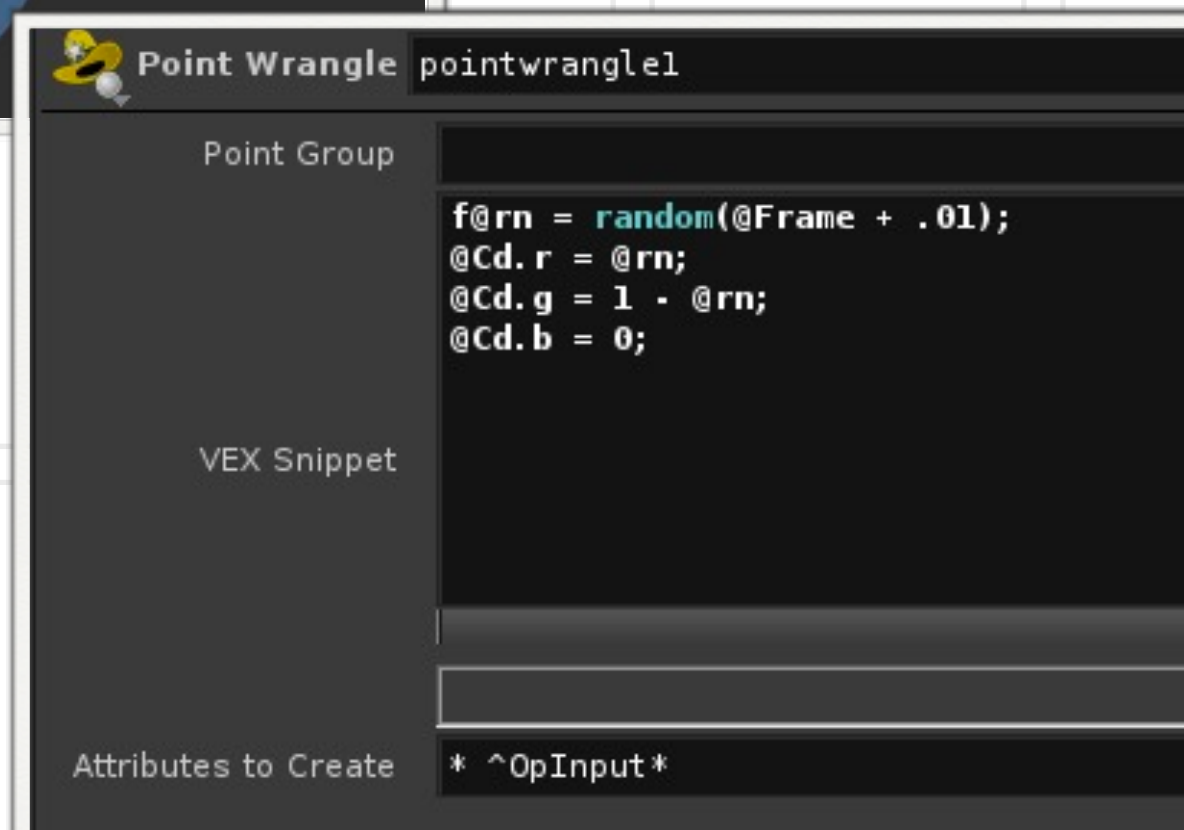 Point Wrangle pointwrangle1
Point Group
f@rn = random(@Frame + .01);
@Cd.r = @rn;
@Cd.g = 1 - @rn;
@Cd.b = 0;
VEX Snippet
Attributes to Create * ^OpInput*